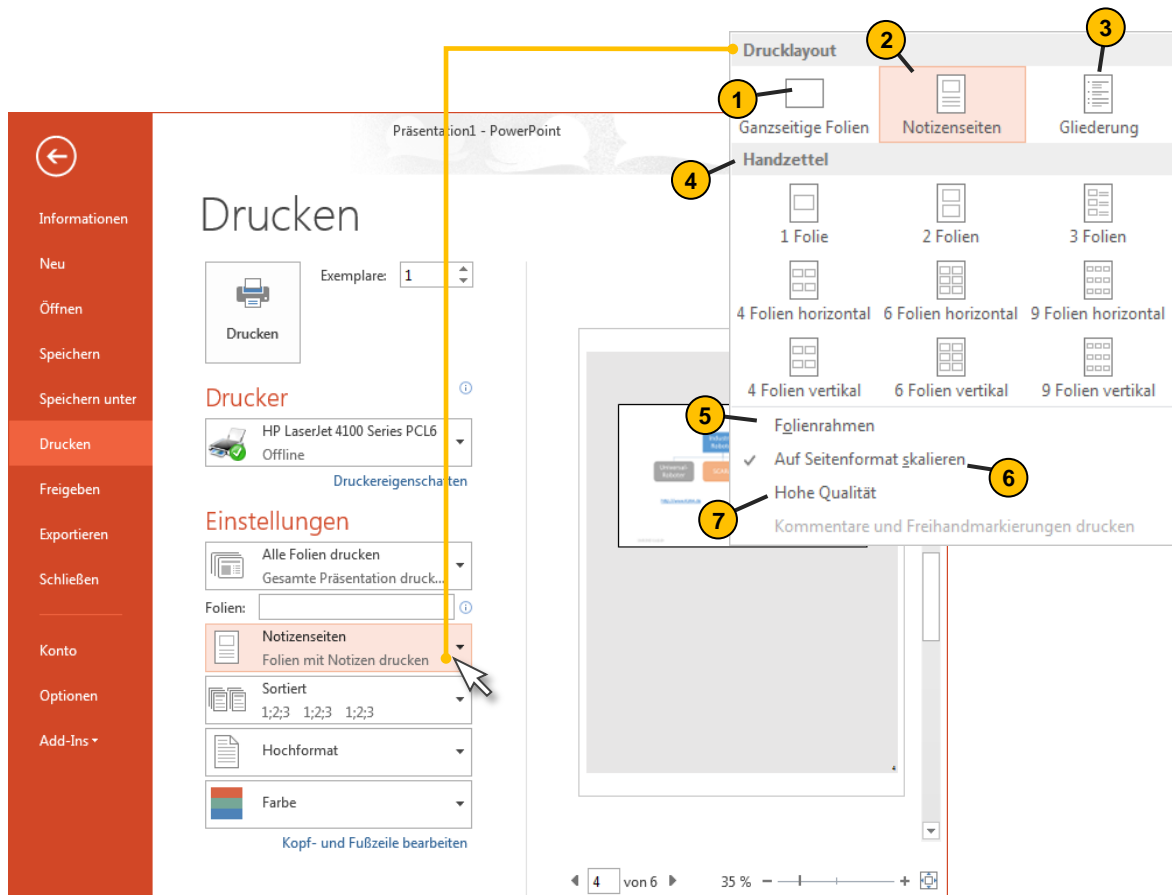 Präsentation1 - PowerPoint
Informationen
Neu
Öffnen
Speichern
Speichern unter
Drucken
Freigeben
Exportieren
Schließen
Konto
Optionen
Add-Ins
Drucken
Exemplare: 1
Drucken
Drucker
HP LaserJet 4100 Series PCL6
Offline
Druckereigenschaften
Einstellungen
Alle Folien drucken
Gesamte Präsentation druck...
Folien:
Notizenseiten
Folien mit Notizen drucken
Sortiert
1;2;3 1;2;3 1;2;3
Hochformat
Farbe
Kopf- und Fußzeile bearbeiten
4
4 von 6
35 %
Drucklayout
1 2 3
Ganzseitige Folien Notizenseiten Gliederung
4 Handzettel
1 Folie 2 Folien 3 Folien
4 Folien horizontal 6 Folien horizontal 9 Folien horizontal
4 Folien vertikal 6 Folien vertikal 9 Folien vertikal
5 Folienrahmen
Auf Seitenformat skalieren 6
7 Hohe Qualität
Kommentare und Freihandmarkierungen drucken